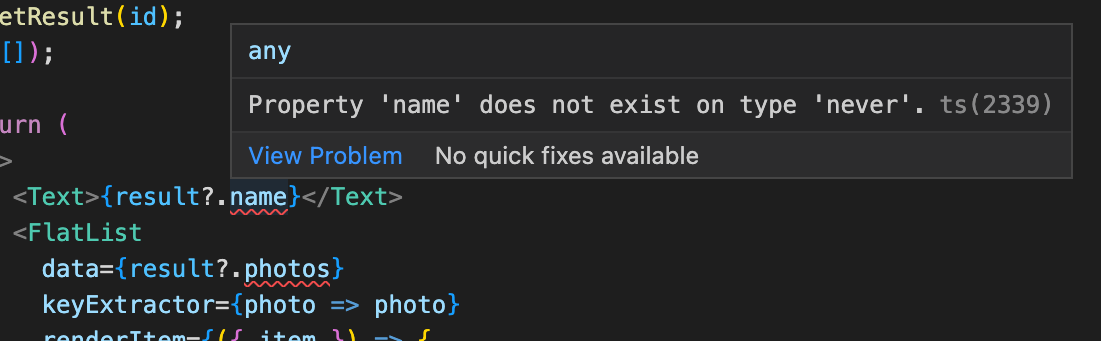 etResult(id);
[]);
any
Property 'name' does not exist on type 'never'. ts(2339)
urn (
View Problem No quick fixes available
>
<Text>{result?.name}</Text>
<FlatList
data={result?.photos}
keyExtractor={photo => photo}
renderItem={({ item }) => {